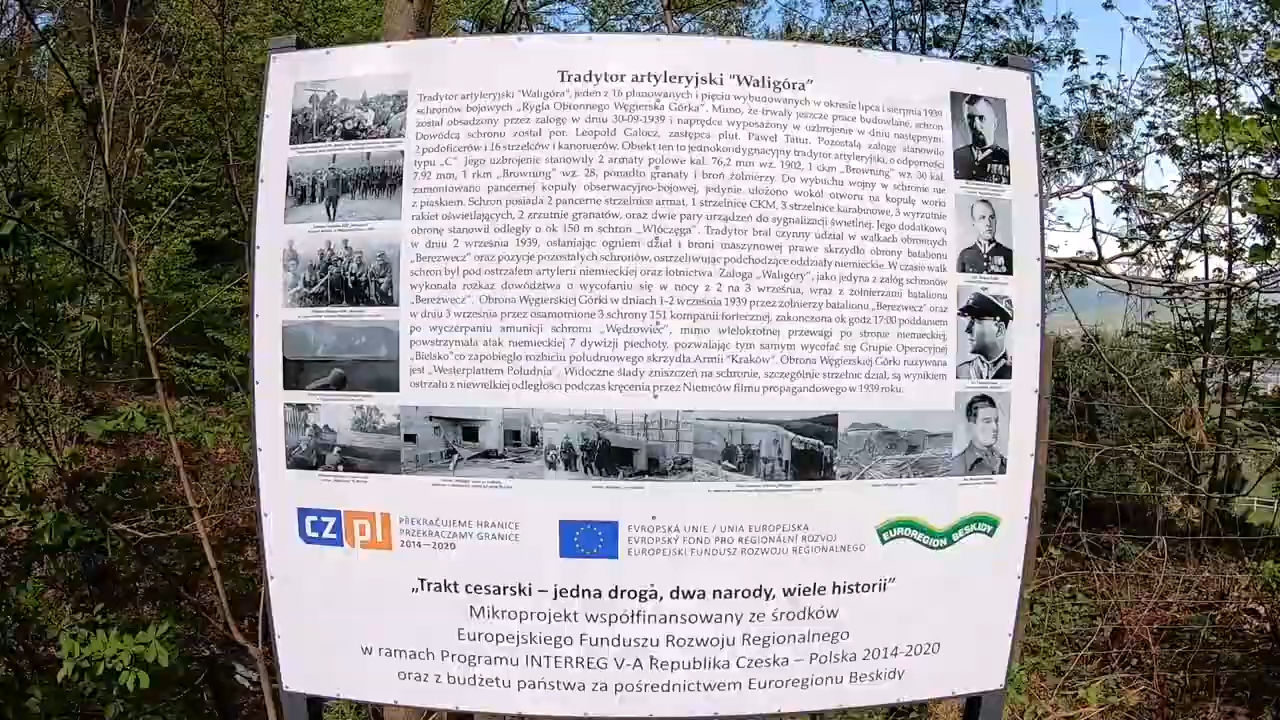 Tradytor artyleryjski "Waligóra"
Tradytor artyleryjski "Waligóra", jeden z 16 planowanych i pięciu wybudowanych w okresie lipca i sierpnia 1939
schronów bojowych „Rygla Obronnego Węgierska Górka". Mimo, że trwały jeszcze prace budowlane, schron
został obsadzony przez załogę w dniu 30-09-1939 i naprędce wyposażony w uzbrojenie w dniu następnym.
Dowódcą schronu został por. Leopold Galocz, zastępcą plut. Paweł Tatur. Pozostałą załogę stanowiło
2 podoficerów i 16 strzelców i kanonierów. Obiekt ten to jednokondygnacyjny tradytor artyleryjski, o odporności
typu „C". Jego uzbrojenie stanowiły 2 armaty polowe kal. 76,2 mm wz. 1902, 1 ckm „Browning" wz. 30 kal.
7,92 mm, 1 rkm „Browning" wz. 28, ponadto granaty i broń żołnierzy. Do wybuchu wojny w schronie nie
zamontowano pancernej kopuły obserwacyjno-bojowej, jedynie ułożono wokół otworu na kopułę worki
z piaskiem. Schron posiada 2 pancerne strzelnice armat, 1 strzelnicę CKM, 3 strzelnice karabinowe, 3 wyrzutnie
rakiet oświetlających, 2 zrzutnie granatów, oraz dwie pary urządzeń do sygnalizacji świetlnej. Jego dodatkową
obronę stanowił odległy o ok 150 m schron „Włóczęga". Tradytor brał czynny udział w walkach obronnych
w dniu 2 września 1939, osłaniając ogniem dział i broni maszynowej prawe skrzydło obrony batalionu
„Berezwecz" oraz pozycje pozostałych schronów, ostrzeliwując podchodzące oddziały niemieckie. W czasie walk
schron był pod ostrzałem artylerii niemieckiej oraz lotnictwa. Załoga „Waligóry", jako jedyna z załóg schronów
wykonała rozkaz dowództwa o wycofaniu się w nocy z 2 na 3 września, wraz z żołnierzami batalionu
„Berezwecz". Obrona Węgierskiej Górki w dniach 1-2 września 1939 przez żołnierzy batalionu „Berezwecz" oraz
w dniu 3 września przez osamotnione 3 schrony 151 kompanii fortecznej, zakończona ok godz 17:00 poddaniem
po wyczerpaniu amunicji schronu „Wędrowiec", mimo wielokrotnej przewagi po stronie niemieckiej,
powstrzymała atak niemieckiej 7 dywizji piechoty, pozwalając tym samym wycofać się Grupie Operacyjnej
„Bielsko" co zapobiegło rozbiciu południowego skrzydła Armii "Kraków". Obrona Węgierskiej Górki nazywana
jest „Westerplattem Południa". Widoczne ślady zniszczeń na schronie, szczególnie strzelnic dział, są wynikiem
ostrzału z niewielkiej odległości podczas kręcenia przez Niemców filmu propagandowego w 1939 roku.
CZ PL
PŘEKRAČUJEME HRANICE
PRZEKRACZAMY GRANICE
2014—2020
EVROPSKÁ UNIE / UNIA EUROPEJSKA
EVROPSKÝ FOND PRO REGIONÁLNÍ ROZVOJ
EUROPEJSKI FUNDUSZ ROZWOJU REGIONALNEGO
EUROREGION BESKIDY
„Trakt cesarski – jedna droga, dwa narody, wiele historii"
Mikroprojekt współfinansowany ze środków
Europejskiego Funduszu Rozwoju Regionalnego
w ramach Programu INTERREG V-A Republika Czeska – Polska 2014-2020
oraz z budżetu państwa za pośrednictwem Euroregionu Beskidy